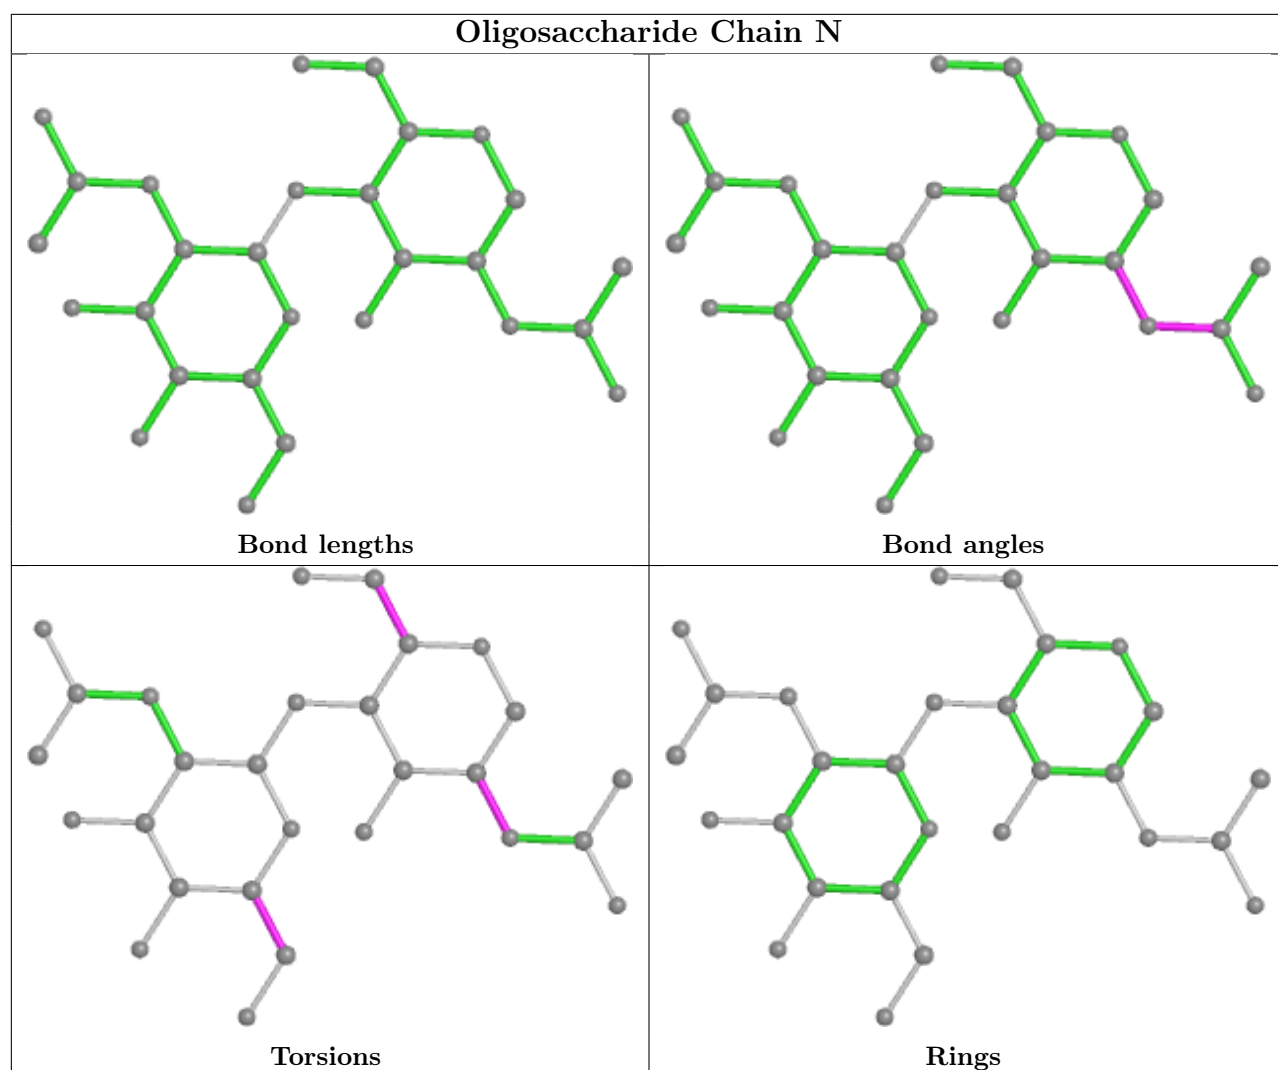 Oligosaccharide Chain N
Bond lengths
Bond angles
Torsions
Rings